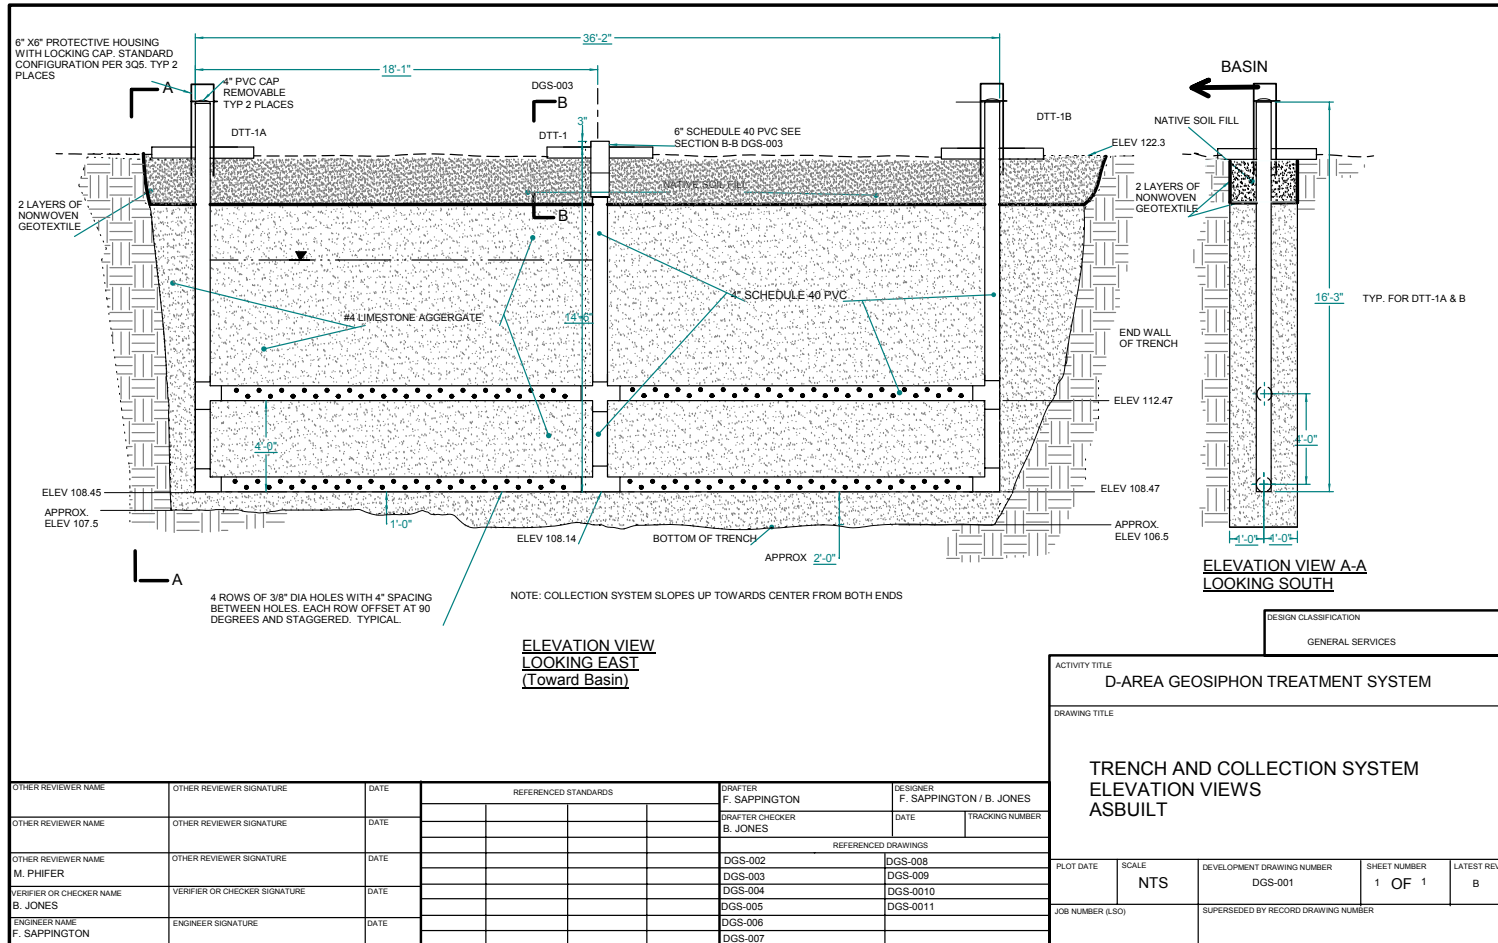 6" X6" PROTECTIVE HOUSING
WITH LOCKING CAP. STANDARD
CONFIGURATION PER 3Q5. TYP 2
PLACES
A
4" PVC CAP
REMOVABLE
TYP 2 PLACES
36'-2"
18'-1"
DGS-003
B
DTT-1A
DTT-1
3"
6" SCHEDULE 40 PVC SEE
SECTION B-B DGS-003
DTT-1B
ELEV 122.3
BASIN
NATIVE SOIL FILL
NATIVE SOIL FILL
B
2 LAYERS OF
NONWOVEN
GEOTEXTILE
2 LAYERS OF
NONWOVEN
GEOTEXTILE
4" SCHEDULE 40 PVC
#4 LIMESTONE AGGERGATE
14'-6"
16'-3"
TYP. FOR DTT-1A & B
END WALL
OF TRENCH
ELEV 112.47
4'-0"
4'-0"
ELEV 108.45
ELEV 108.47
APPROX.
ELEV 107.5
1'-0"
ELEV 108.14
BOTTOM OF TRENCH
APPROX 2'-0"
APPROX.
ELEV 106.5
1'-0"
1'-0"
A
ELEVATION VIEW A-A
LOOKING SOUTH
4 ROWS OF 3/8" DIA HOLES WITH 4" SPACING
BETWEEN HOLES. EACH ROW OFFSET AT 90
DEGREES AND STAGGERED. TYPICAL.
NOTE: COLLECTION SYSTEM SLOPES UP TOWARDS CENTER FROM BOTH ENDS
ELEVATION VIEW
LOOKING EAST
(Toward Basin)
DESIGN CLASSIFICATION
GENERAL SERVICES
ACTIVITY TITLE
D-AREA GEOSIPHON TREATMENT SYSTEM
DRAWING TITLE
TRENCH AND COLLECTION SYSTEM
ELEVATION VIEWS
ASBUILT
PLOT DATE
SCALE
NTS
DEVELOPMENT DRAWING NUMBER
DGS-001
SHEET NUMBER
1 OF 1
LATEST REV
B
JOB NUMBER (LSO)
SUPERSEDED BY RECORD DRAWING NUMBER
OTHER REVIEWER NAME
OTHER REVIEWER SIGNATURE
DATE
OTHER REVIEWER NAME
OTHER REVIEWER SIGNATURE
DATE
OTHER REVIEWER NAME
M. PHIFER
OTHER REVIEWER SIGNATURE
DATE
VERIFIER OR CHECKER NAME
B. JONES
VERIFIER OR CHECKER SIGNATURE
DATE
ENGINEER NAME
F. SAPPINGTON
ENGINEER SIGNATURE
DATE
REFERENCED STANDARDS
DRAFTER
F. SAPPINGTON
DESIGNER
F. SAPPINGTON / B. JONES
DRAFTER CHECKER
B. JONES
DATE
TRACKING NUMBER
REFERENCED DRAWINGS
DGS-002
DGS-008
DGS-003
DGS-009
DGS-004
DGS-0010
DGS-005
DGS-0011
DGS-006
DGS-007